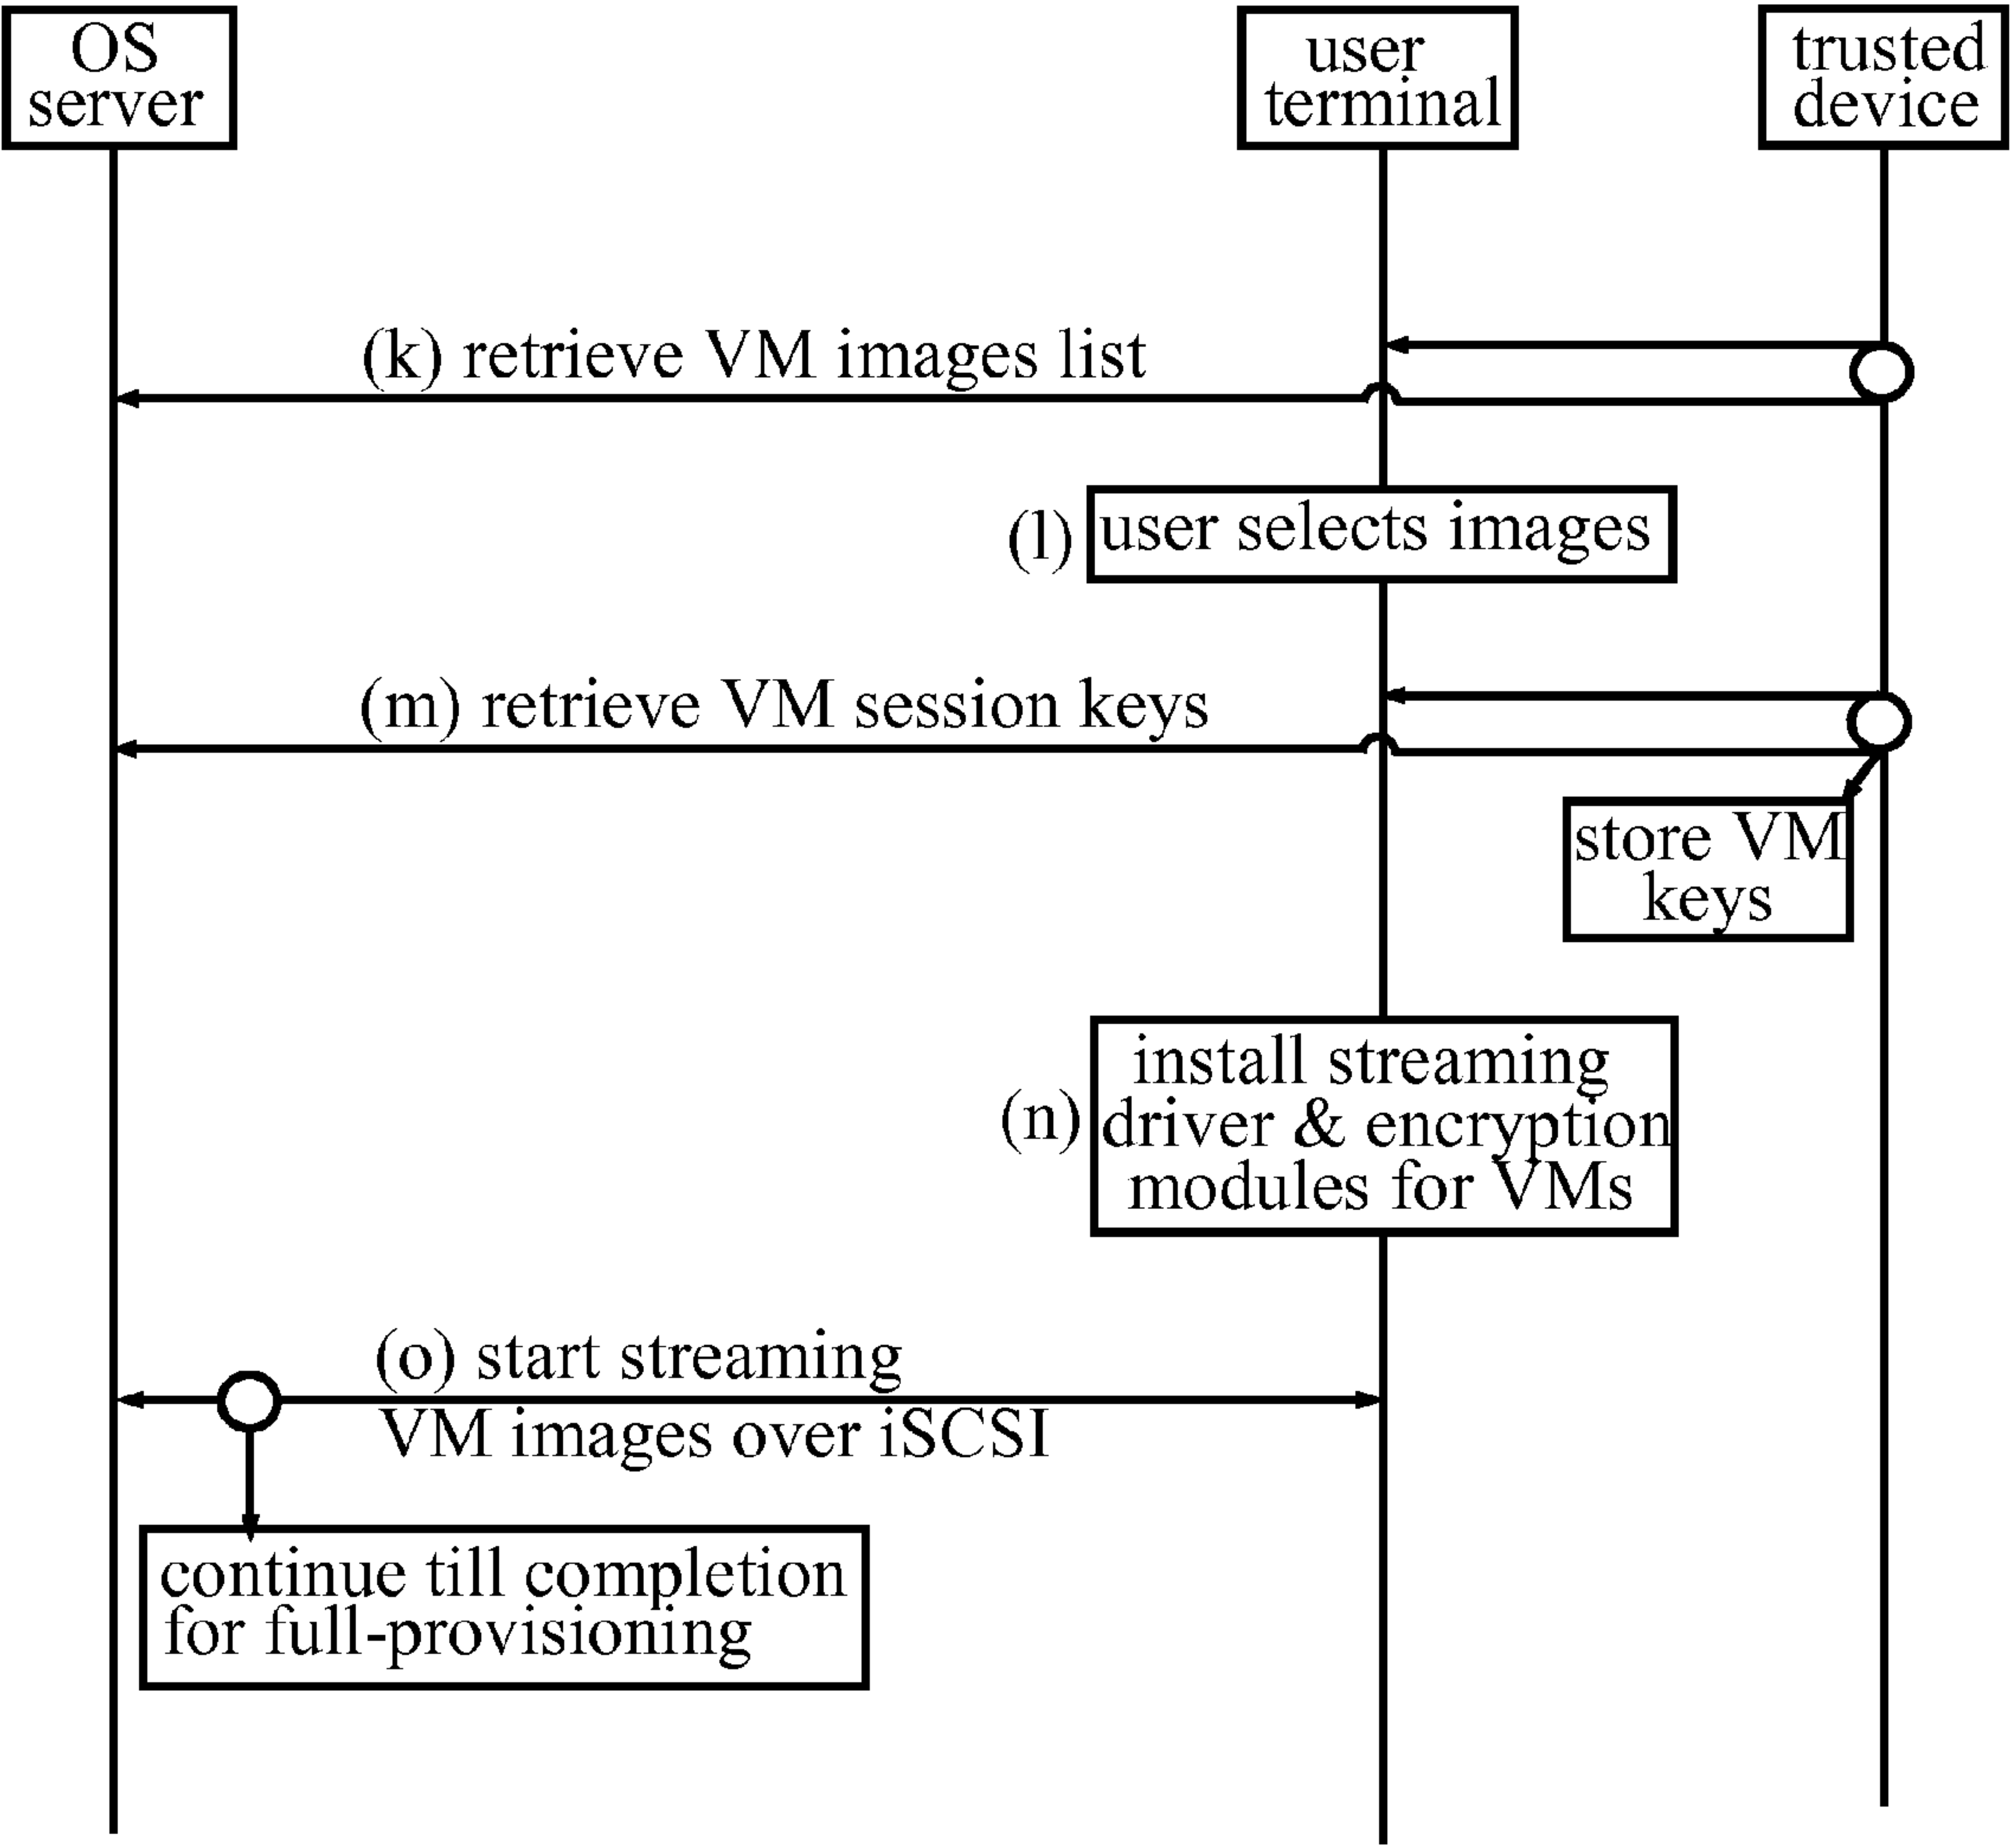 OS
server
user
terminal
trusted
device
(k) retrieve VM images list
(l) user selects images
(m) retrieve VM session keys
store VM
keys
install streaming
(n) driver & encryption
modules for VMs
(o) start streaming
VM images over iSCSI
continue till completion
for full-provisioning